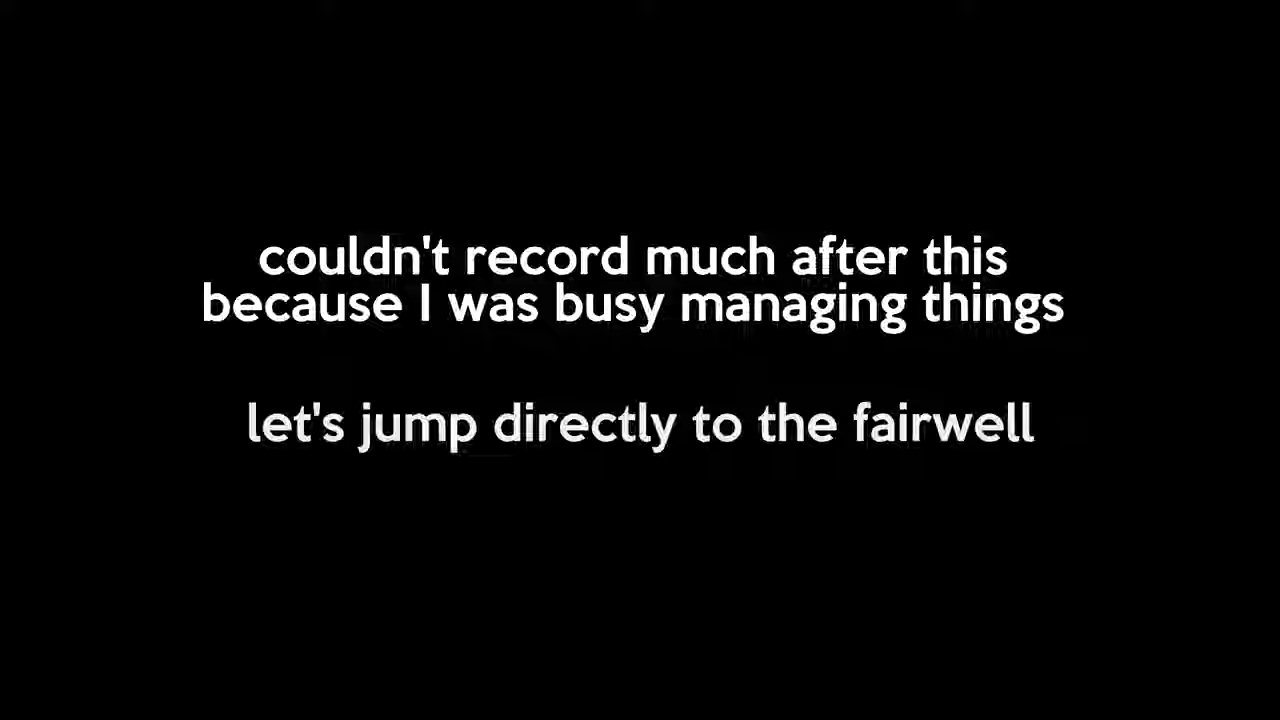 couldn't record much after this
because I was busy managing things
let's jump directly to the fairwell